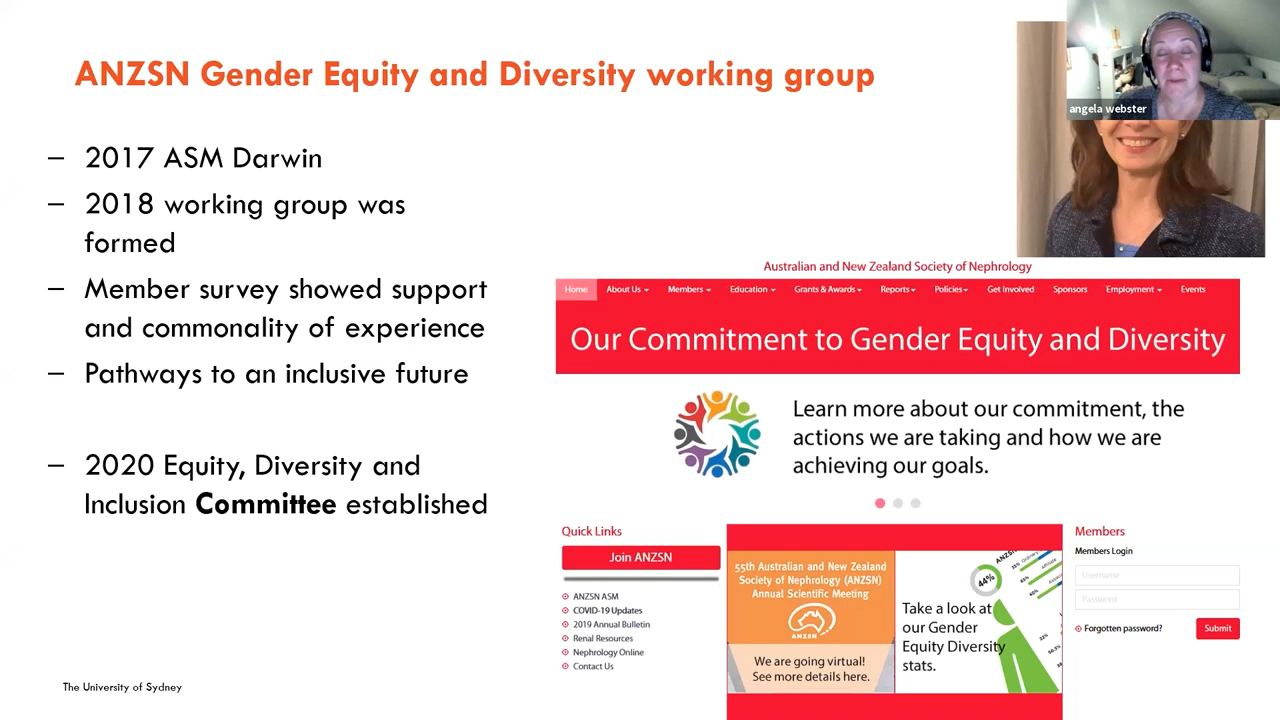 ANZSN Gender Equity and Diversity working group
angela webster
– 2017 ASM Darwin
– 2018 working group was
formed
– Member survey showed support
and commonality of experience
– Pathways to an inclusive future
– 2020 Equity, Diversity and
Inclusion Committee established
Australian and New Zealand Society of Nephrology
Home About Us Members Education Grants & Awards Reports Policies Get Involved Sponsors Employment Events
Our Commitment to Gender Equity and Diversity
Learn more about our commitment, the
actions we are taking and how we are
achieving our goals.
Quick Links
Join ANZSN
ANZSN ASM
COVID-19 Updates
2019 Annual Bulletin
Renal Resources
Nephrology Online
Contact Us
55th Australian and New Zealand
Society of Nephrology (ANZSN)
Annual Scientific Meeting
ANZSN
We are going virtual!
See more details here.
44%
Take a look at
our Gender
Equity Diversity
stats.
Members
Members Login
Username
Password
Forgotten password?
Submit
The University of Sydney